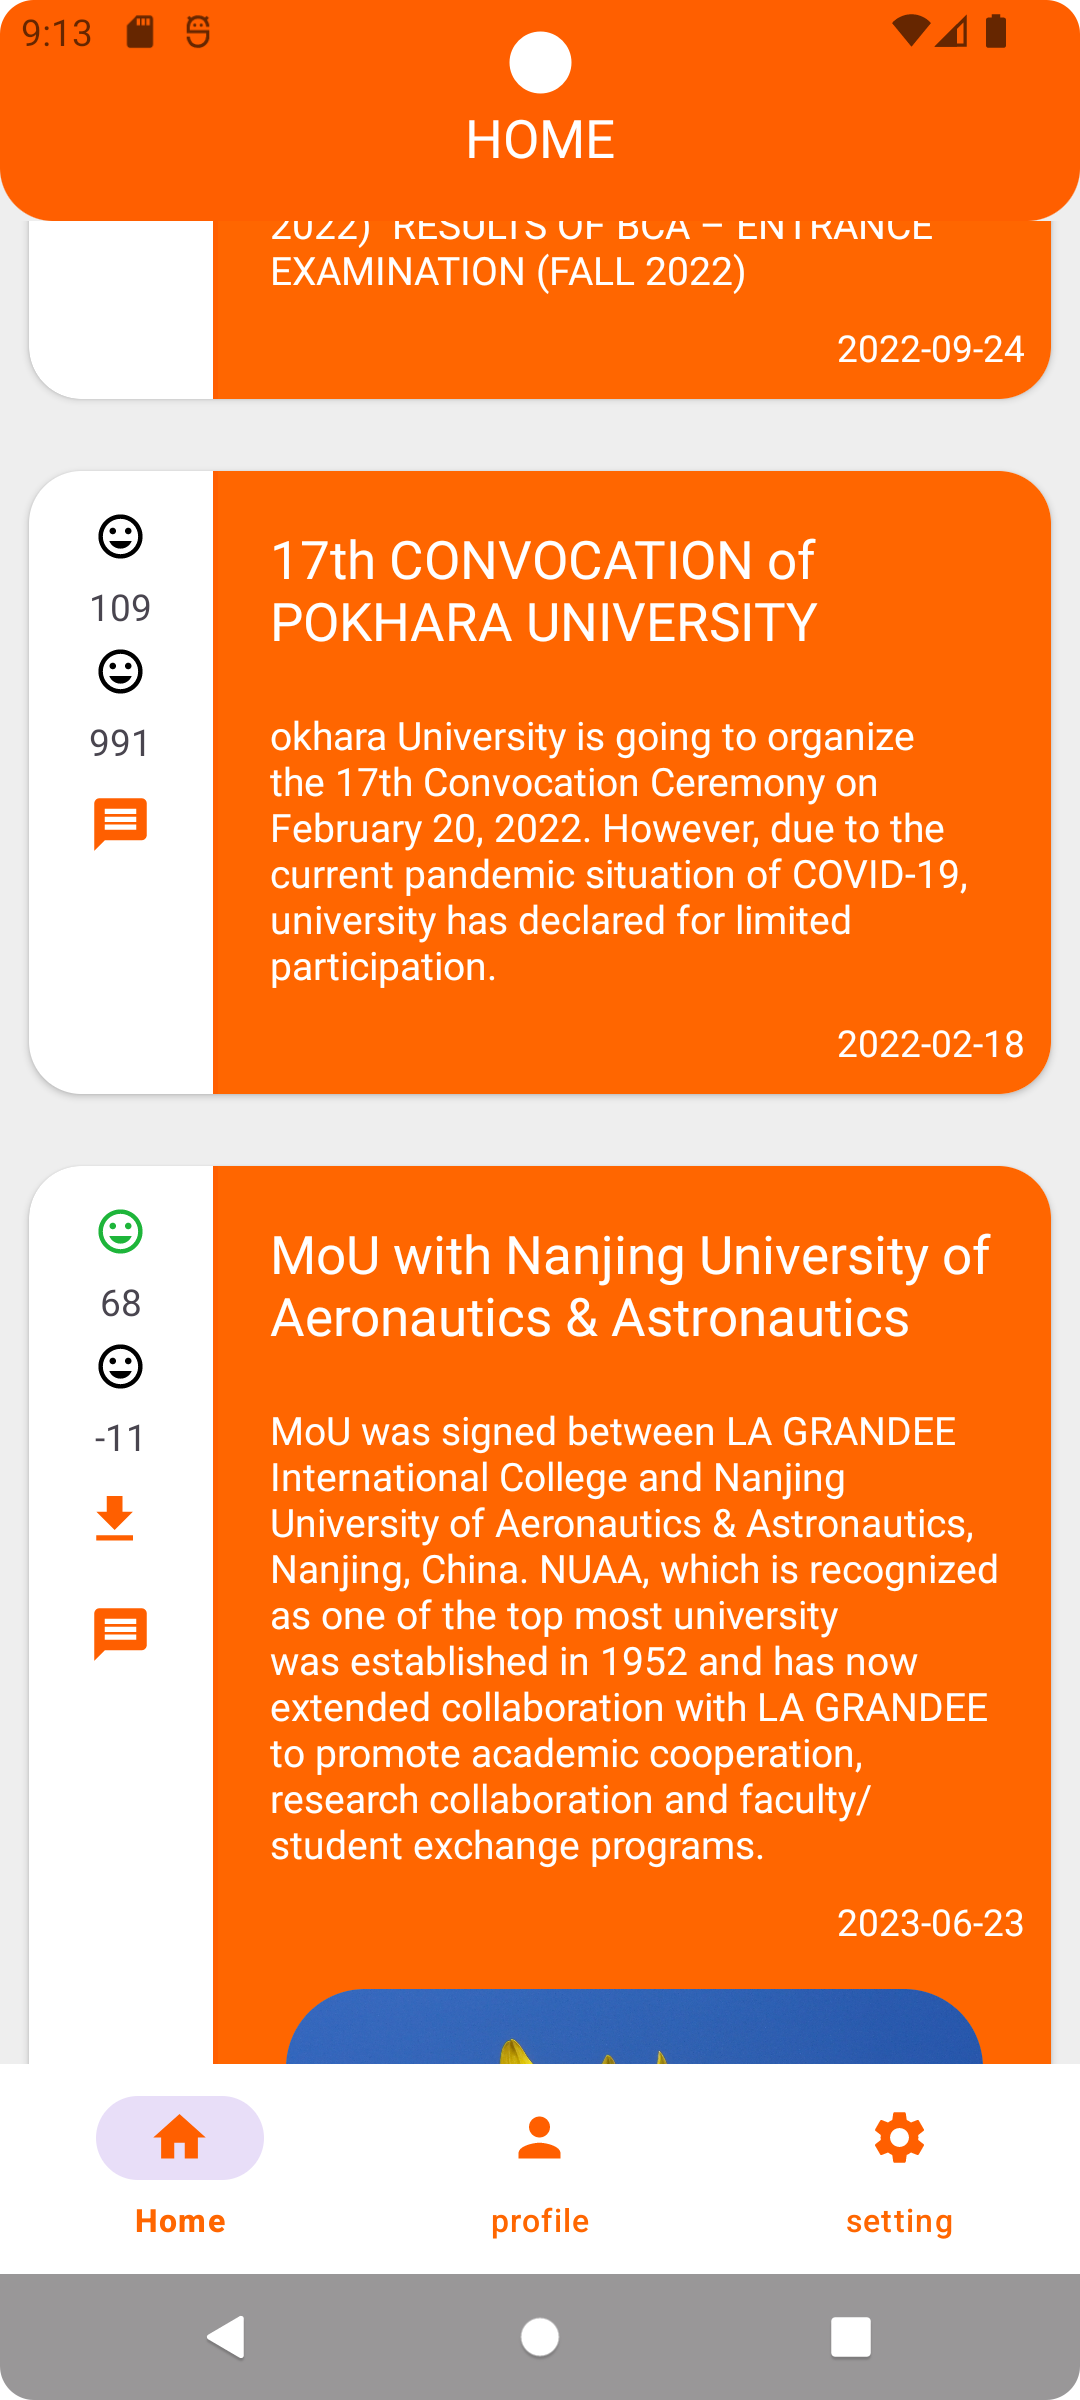 9:13
HOME
2022) RESULTS OF BCA – ENTRANCE
EXAMINATION (FALL 2022)
2022-09-24
109
991
17th CONVOCATION of
POKHARA UNIVERSITY
okhara University is going to organize
the 17th Convocation Ceremony on
February 20, 2022. However, due to the
current pandemic situation of COVID-19,
university has declared for limited
participation.
2022-02-18
68
-11
MoU with Nanjing University of
Aeronautics & Astronautics
MoU was signed between LA GRANDEE
International College and Nanjing
University of Aeronautics & Astronautics,
Nanjing, China. NUAA, which is recognized
as one of the top most university
was established in 1952 and has now
extended collaboration with LA GRANDEE
to promote academic cooperation,
research collaboration and faculty/
student exchange programs.
2023-06-23
Home
profile
setting